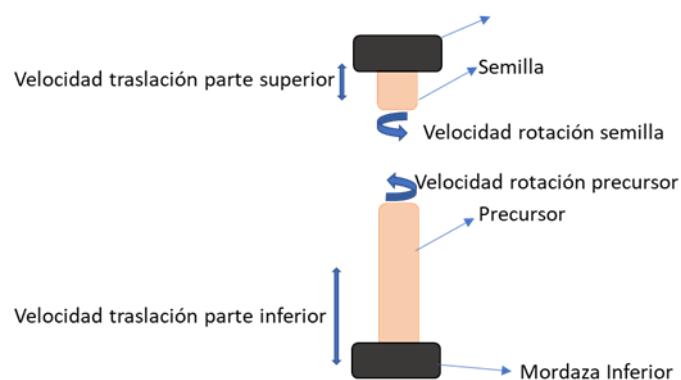 Semilla
Velocidad traslación parte superior
Velocidad rotación semilla
Velocidad rotación precursor
Precursor
Velocidad traslación parte inferior
Mordaza Inferior